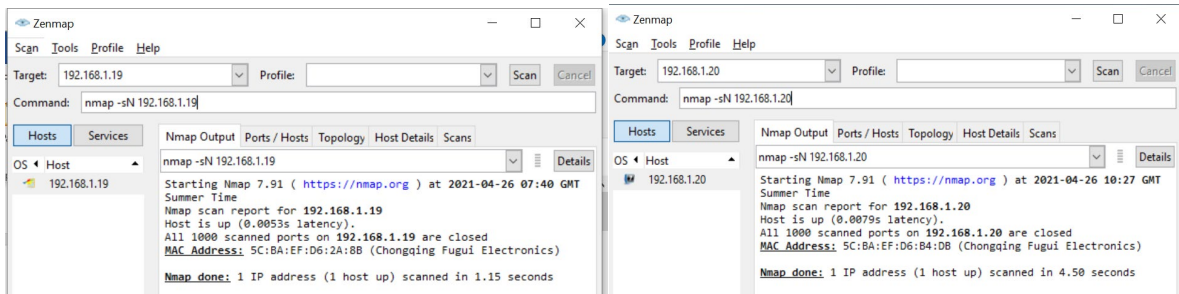 Zenmap
Scan Tools Profile Help
Target: 192.168.1.19 Profile: Scan Cancel
Command: nmap -sN 192.168.1.19
Hosts Services Nmap Output Ports / Hosts Topology Host Details Scans
OS Host nmap -sN 192.168.1.19 Details
192.168.1.19
Starting Nmap 7.91 ( https://nmap.org ) at 2021-04-26 07:40 GMT
Summer Time
Nmap scan report for 192.168.1.19
Host is up (0.0053s latency).
All 1000 scanned ports on 192.168.1.19 are closed
MAC Address: 5C:BA:EF:D6:2A:8B (Chongqing Fugui Electronics)
Nmap done: 1 IP address (1 host up) scanned in 1.15 seconds
Zenmap
Scan Tools Profile Help
Target: 192.168.1.20 Profile: Scan Cancel
Command: nmap -sN 192.168.1.20
Hosts Services Nmap Output Ports / Hosts Topology Host Details Scans
OS Host nmap -sN 192.168.1.20 Details
192.168.1.20
Starting Nmap 7.91 ( https://nmap.org ) at 2021-04-26 10:27 GMT
Summer Time
Nmap scan report for 192.168.1.20
Host is up (0.0079s latency).
All 1000 scanned ports on 192.168.1.20 are closed
MAC Address: 5C:BA:EF:D6:B4:DB (Chongqing Fugui Electronics)
Nmap done: 1 IP address (1 host up) scanned in 4.50 seconds